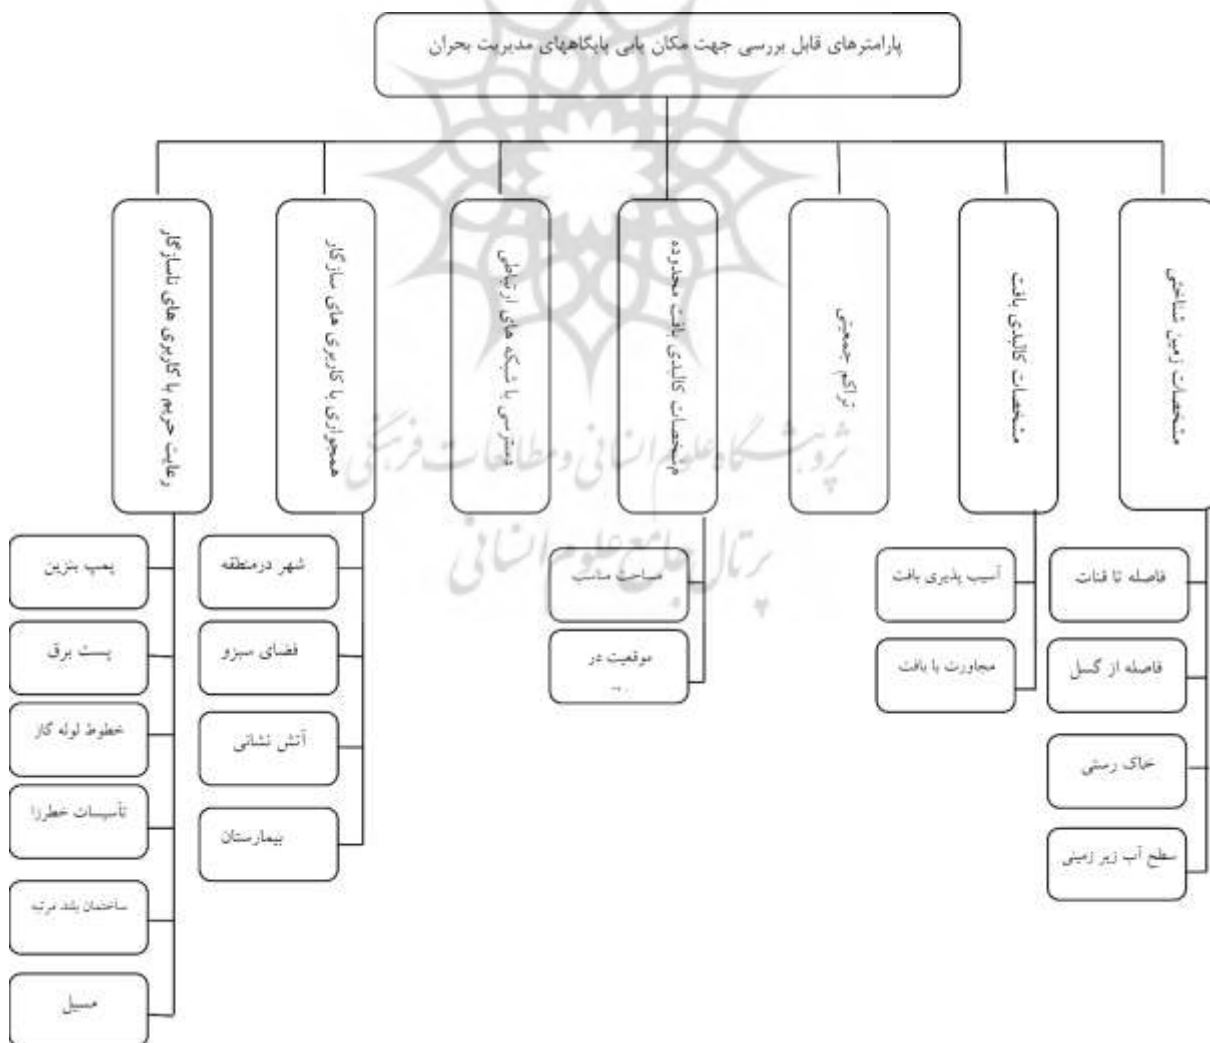 پارامترهای قابل بررسی جهت مکان یابی پایگاههای مدیریت بحران
مشخصات زمین شناختی
مشخصات کالبدی بافت
تراکم جمعیتی
مشخصات کالبدی بافت محدوده
دسترسی با شبکه های ارتباطی
همجواری با کاربری های سازگار
رعایت حریم با کاربری های ناسازگار
فاصله تا قنات
فاصله از گسل
خاک رستی
سطح آب زیر زمینی
آسیب پذیری بافت
مجاورت با بافت
مساحت مناسب
موقعیت در
شهر درمنطقه
فضای سبزو
آتش نشانی
بیمارستان
پمپ بنزین
پست برق
خطوط لوله گاز
تأسیسات خطرزا
ساختمان بلند مرتبه
مسیل
پژوهشگاه علوم انسانی و مطالعات فرهنگی
پرتال جامع علوم انسانی